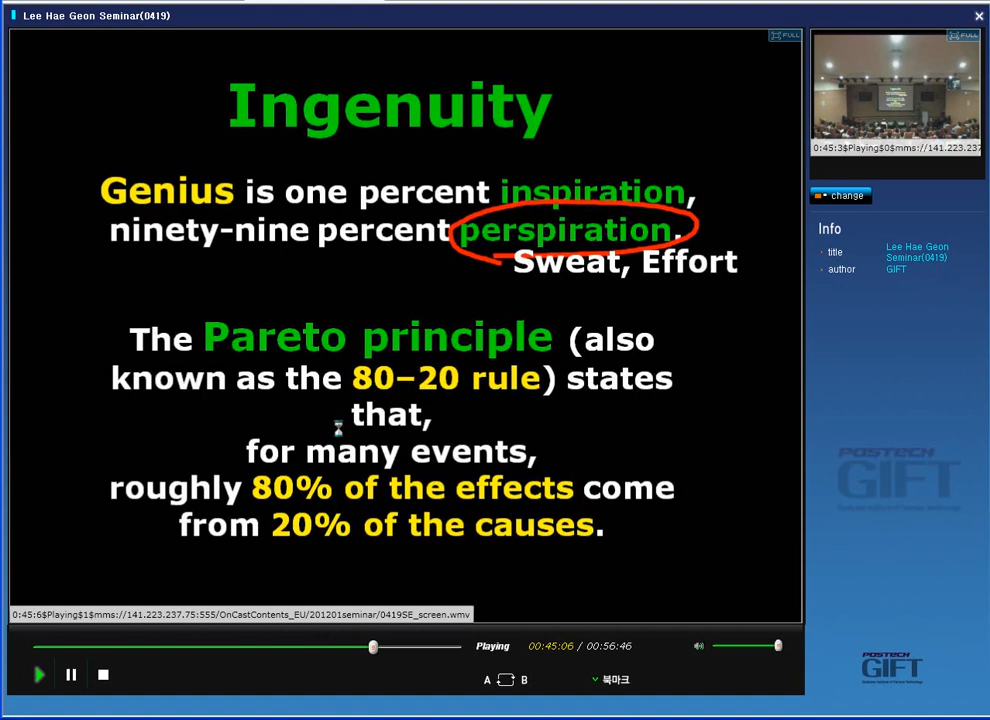 Lee Hae Geon Seminar(0419)
FULL
Ingenuity
Genius is one percent inspiration,
ninety-nine percent perspiration.
Sweat, Effort
The Pareto principle (also
known as the 80–20 rule) states
that,
for many events,
roughly 80% of the effects come
from 20% of the causes.
0:45:6$Playing$1$mms://141.223.237.75:555/OnCastContents_EU/201201seminar/0419SE_screen.wmv
Playing 00:45:06 / 00:56:46
A B 북마크
FULL
0:45:3$Playing$0$mms://141.223.237
change
Info
title Lee Hae Geon
Seminar(0419)
author GIFT
POSTECH
GIFT
POSTECH
GIFT